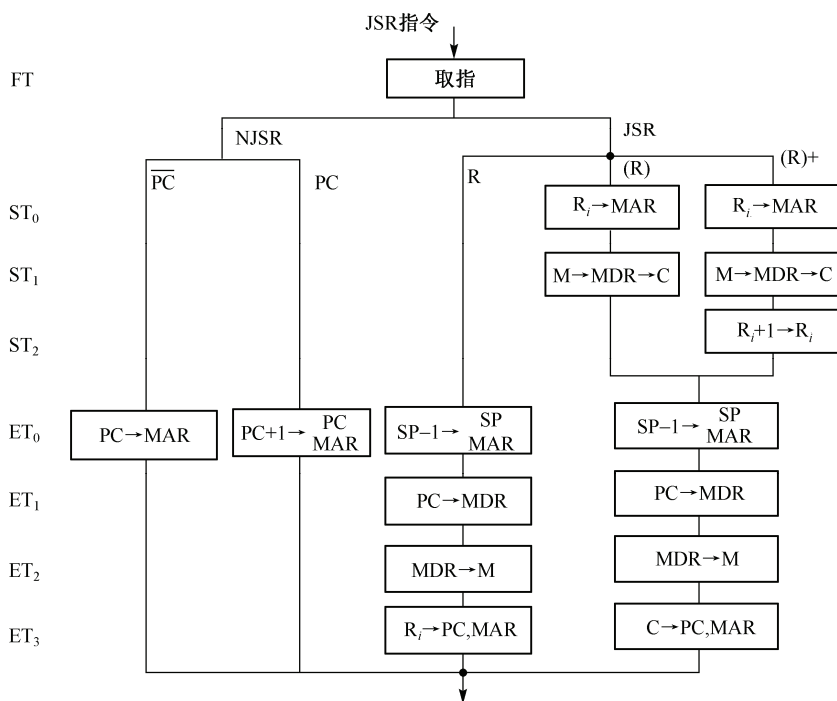 JSR指令
FT
取指
NJSR
JSR
PC
PC
R
(R)
(R)+
ST0
Ri→MAR
Ri→MAR
ST1
M→MDR→C
M→MDR→C
ST2
Ri+1→Ri
ET0
PC→MAR
PC+1→ PC MAR
SP–1→ SP MAR
SP–1→ SP MAR
ET1
PC→MDR
PC→MDR
ET2
MDR→M
MDR→M
ET3
Ri→PC,MAR
C→PC,MAR